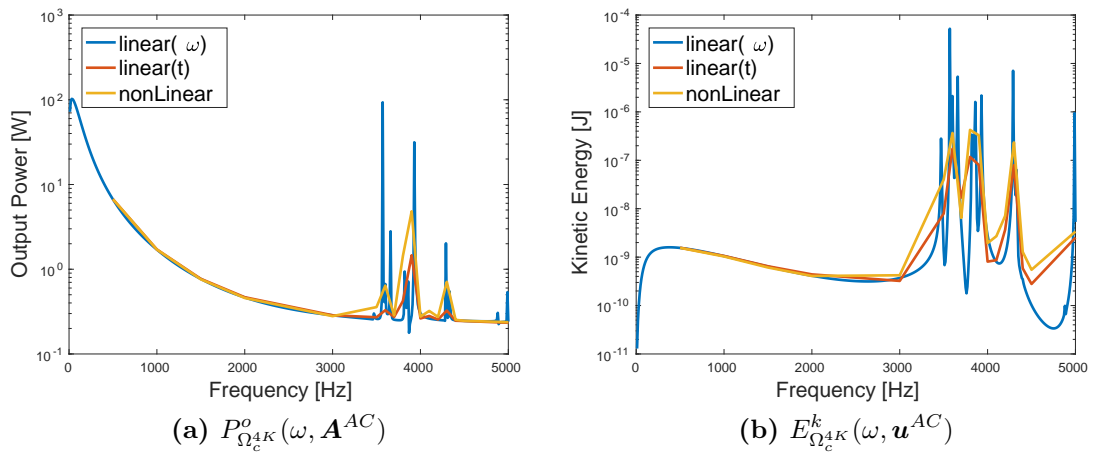 10^3
10^2
10^1
10^0
10^-1
Output Power [W]
linear( ω)
linear(t)
nonLinear
0 1000 2000 3000 4000 5000
Frequency [Hz]
(a) P^o_{Ω_c^{4K}}(ω, A^{AC})
10^-4
10^-5
10^-6
10^-7
10^-8
10^-9
10^-10
10^-11
Kinetic Energy [J]
linear( ω)
linear(t)
nonLinear
0 1000 2000 3000 4000 5000
Frequency [Hz]
(b) E^k_{Ω_c^{4K}}(ω, u^{AC})